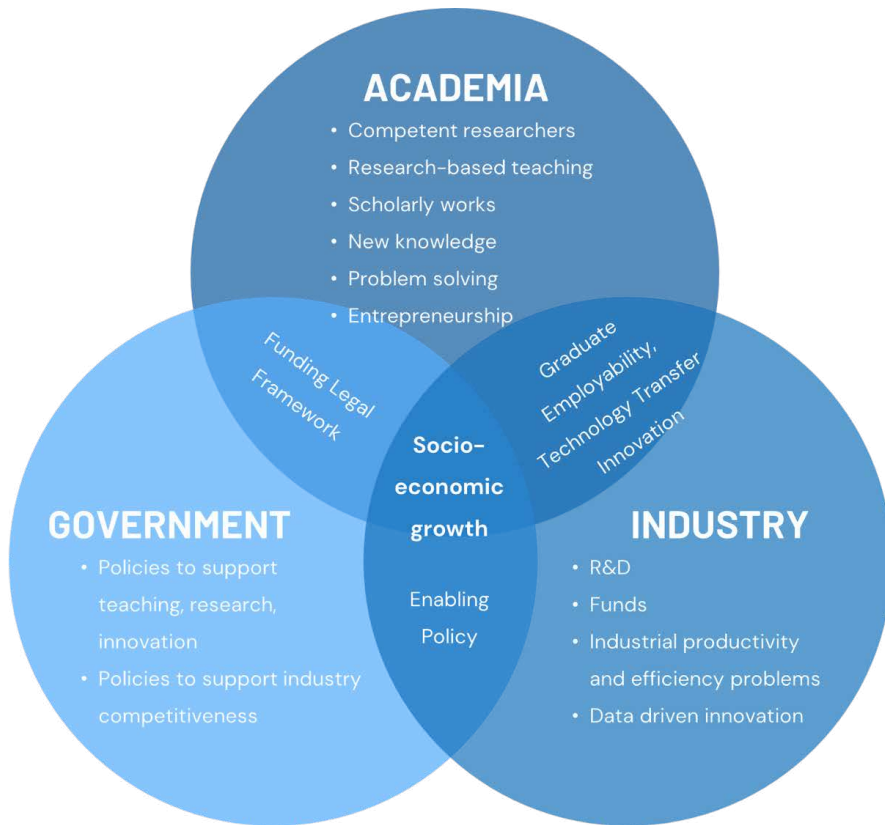 ACADEMIA
• Competent researchers
• Research-based teaching
• Scholarly works
• New knowledge
• Problem solving
• Entrepreneurship
Funding Legal
Framework
Graduate
Employability,
Technology Transfer
Innovation
Socio-
economic
growth
Enabling
Policy
GOVERNMENT
• Policies to support
teaching, research,
innovation
• Policies to support industry
competitiveness
INDUSTRY
• R&D
• Funds
• Industrial productivity
and efficiency problems
• Data driven innovation